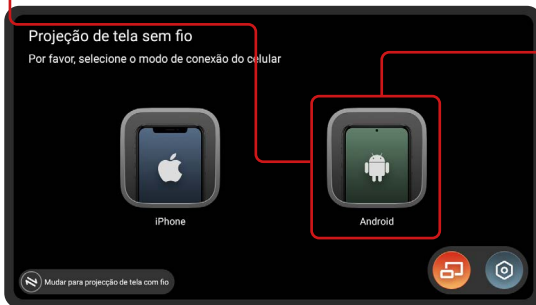 Projeção de tela sem fio
Por favor, selecione o modo de conexão do celular
iPhone
Android
Mudar para projecção de tela com fio